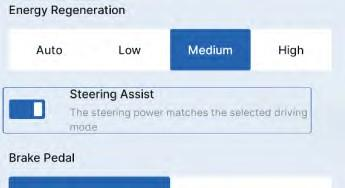 Energy Regeneration
Auto Low Medium High
Steering Assist
The steering power matches the selected driving
mode
Brake Pedal